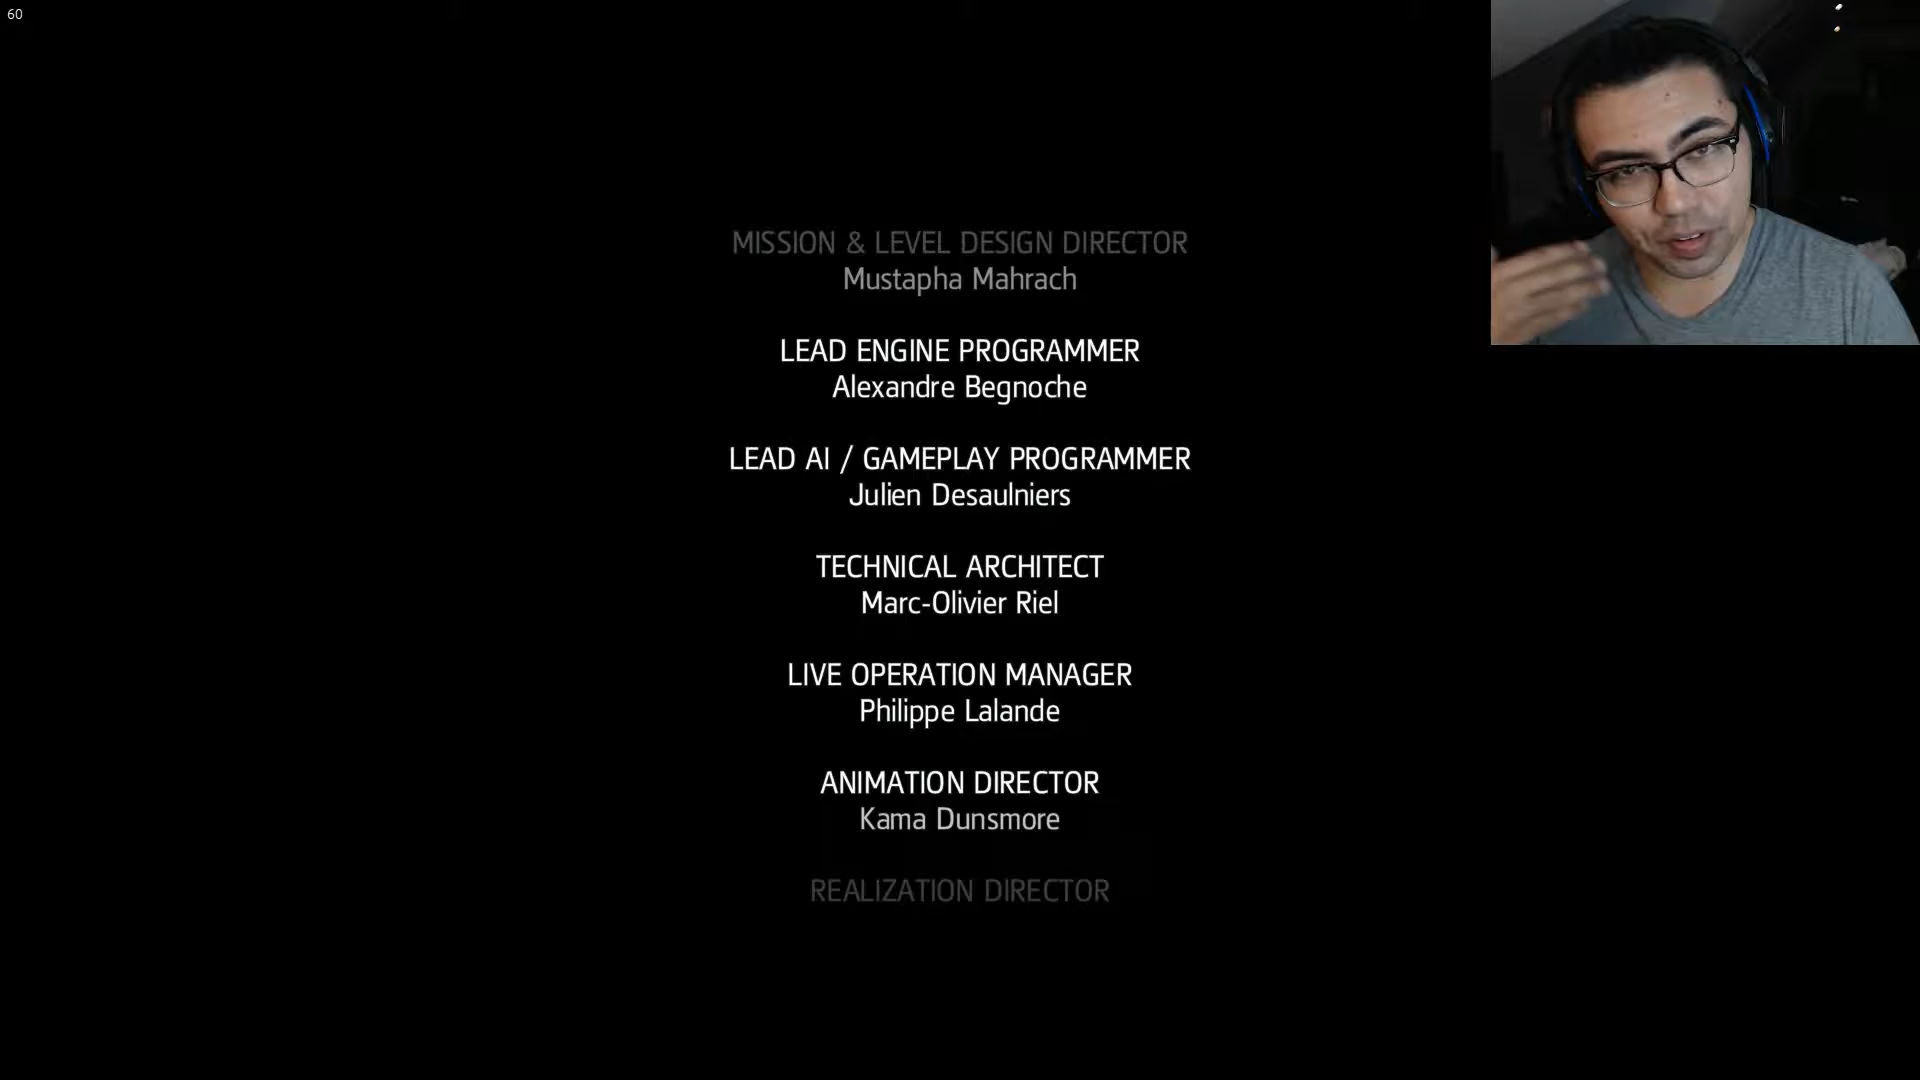 60
MISSION & LEVEL DESIGN DIRECTOR
Mustapha Mahrach
LEAD ENGINE PROGRAMMER
Alexandre Begnoche
LEAD AI / GAMEPLAY PROGRAMMER
Julien Desaulniers
TECHNICAL ARCHITECT
Marc-Olivier Riel
LIVE OPERATION MANAGER
Philippe Lalande
ANIMATION DIRECTOR
Kama Dunsmore
REALIZATION DIRECTOR